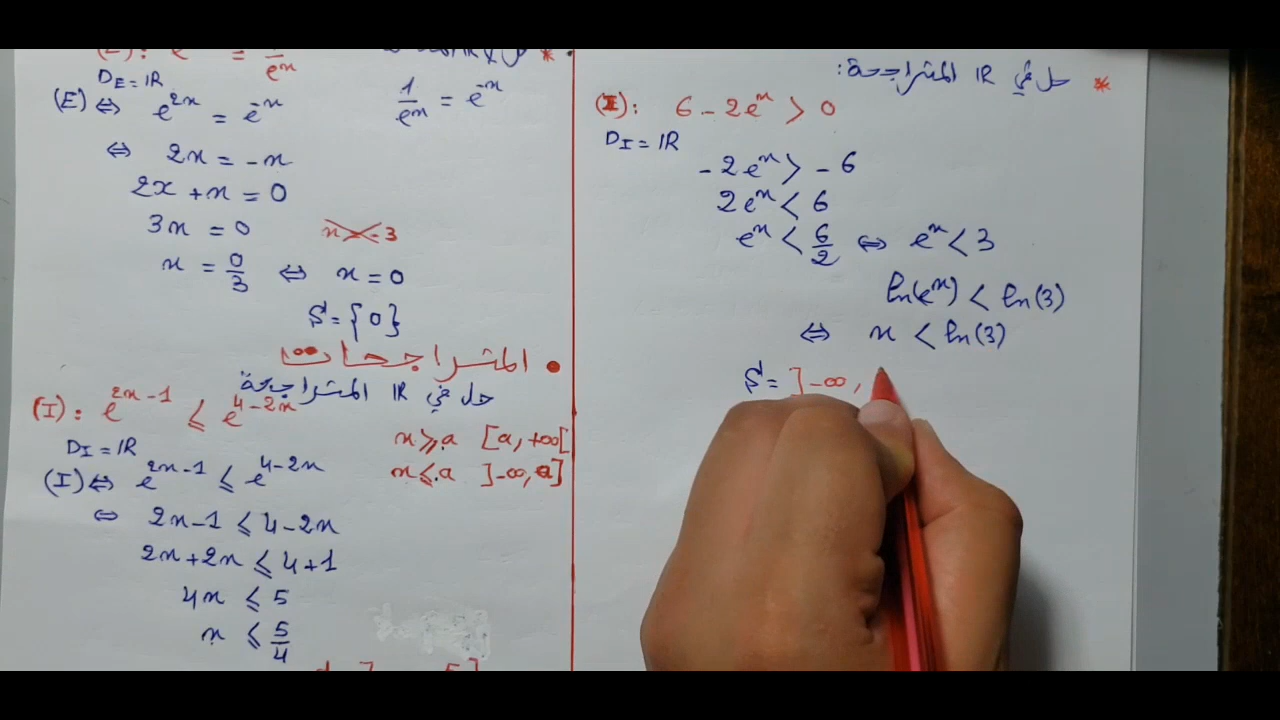 D_E = IR
(E) ⇔ e^{2x} = e^{-x}
1/e^x = e^{-x}
⇔ 2x = -x
2x + x = 0
3x = 0
x = -3
x = 0/3 ⇔ x = 0
S = {0}
• المتراجحات
حل في IR المتراجحة
(I): e^{2x-1} ≤ e^{4-2x}
D_I = IR
x ≥ a [a, +∞[
x ≤ a ]-∞, a]
(I) ⇔ e^{2x-1} ≤ e^{4-2x}
⇔ 2x-1 ≤ 4-2x
2x+2x ≤ 4+1
4x ≤ 5
x ≤ 5/4
* حل في IR المتراجحة:
(I): 6 - 2e^x > 0
D_I = IR
-2e^x > -6
2e^x < 6
e^x < 6/2 ⇔ e^x < 3
ln(e^x) < ln(3)
⇔ x < ln(3)
S = ]-∞,